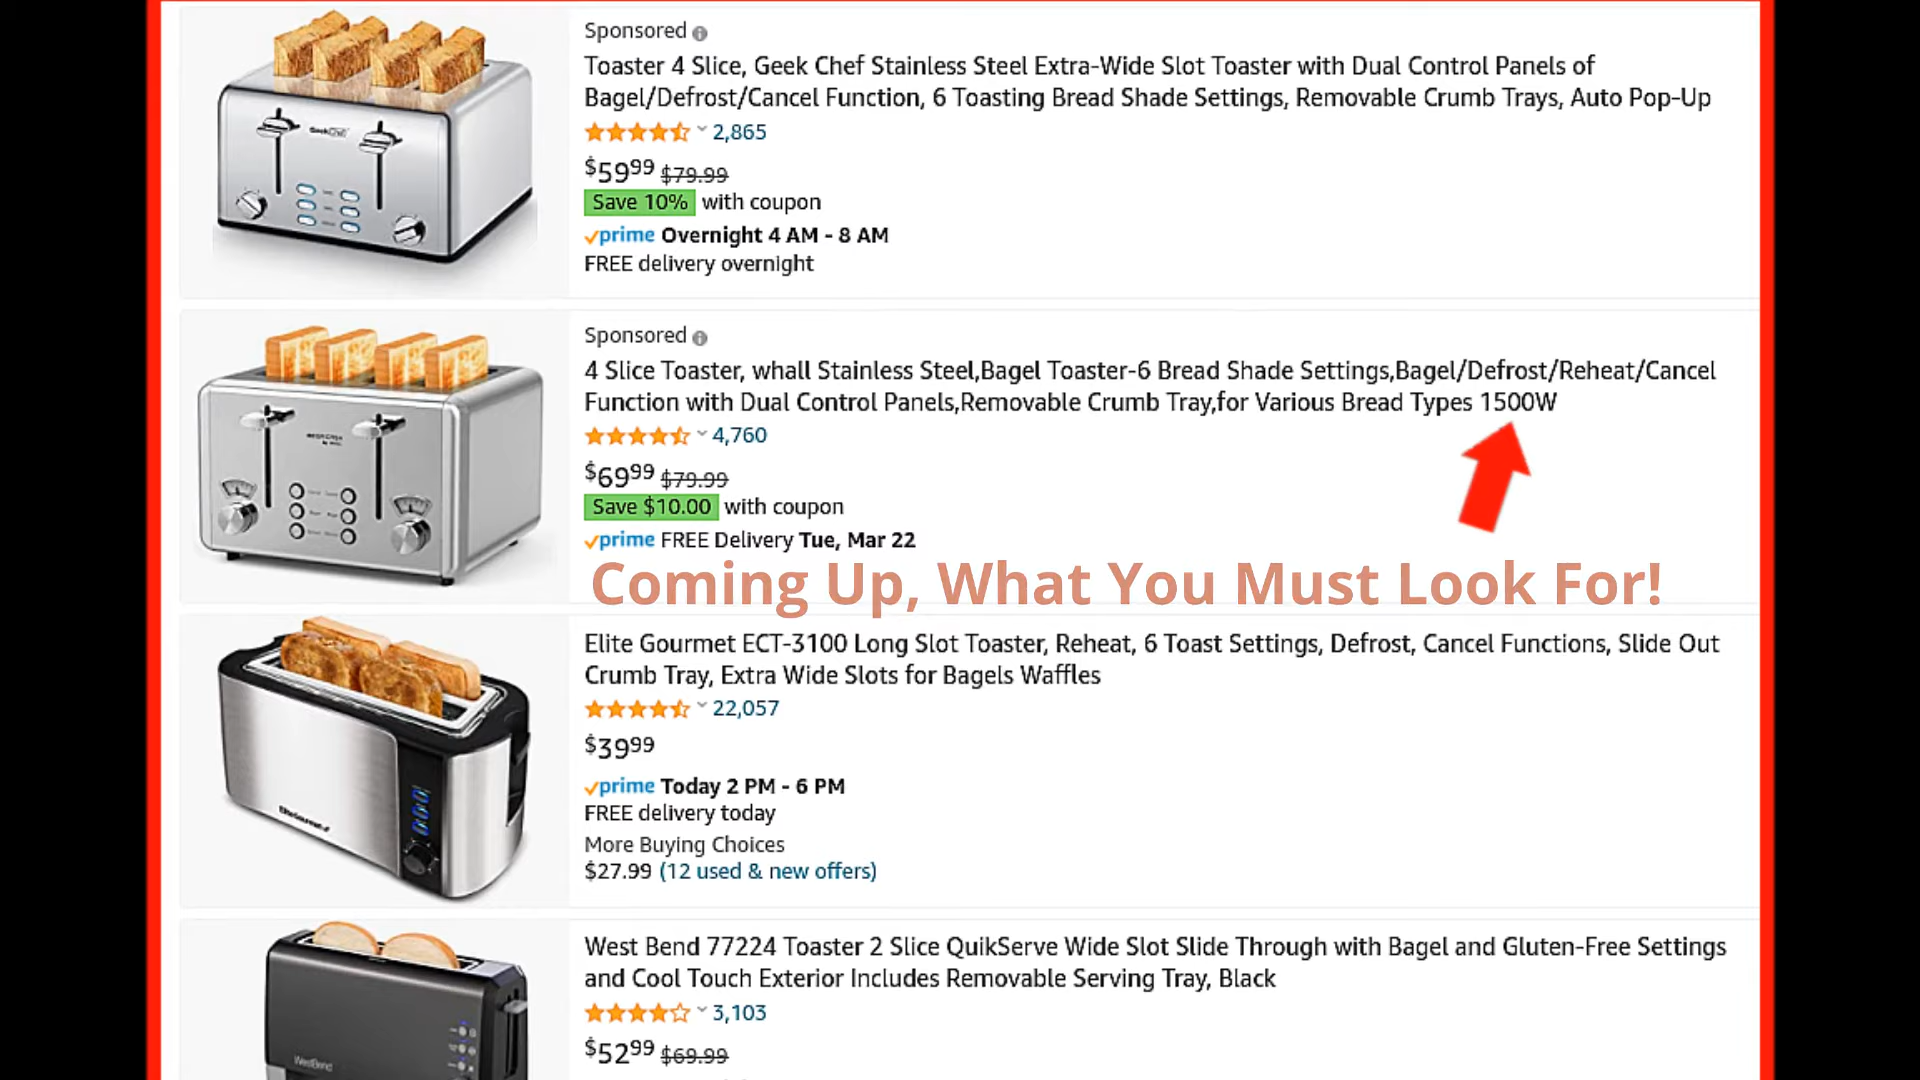 Sponsored
Toaster 4 Slice, Geek Chef Stainless Steel Extra-Wide Slot Toaster with Dual Control Panels of
Bagel/Defrost/Cancel Function, 6 Toasting Bread Shade Settings, Removable Crumb Trays, Auto Pop-Up
2,865
$59.99 $79.99
Save 10% with coupon
prime Overnight 4 AM - 8 AM
FREE delivery overnight
Sponsored
4 Slice Toaster, whall Stainless Steel,Bagel Toaster-6 Bread Shade Settings,Bagel/Defrost/Reheat/Cancel
Function with Dual Control Panels,Removable Crumb Tray,for Various Bread Types 1500W
4,760
$69.99 $79.99
Save $10.00 with coupon
prime FREE Delivery Tue, Mar 22
Coming Up, What You Must Look For!
Elite Gourmet ECT-3100 Long Slot Toaster, Reheat, 6 Toast Settings, Defrost, Cancel Functions, Slide Out
Crumb Tray, Extra Wide Slots for Bagels Waffles
22,057
$39.99
prime Today 2 PM - 6 PM
FREE delivery today
More Buying Choices
$27.99 (12 used & new offers)
West Bend 77224 Toaster 2 Slice QuikServe Wide Slot Slide Through with Bagel and Gluten-Free Settings
and Cool Touch Exterior Includes Removable Serving Tray, Black
3,103
$52.99 $69.99
WestBend